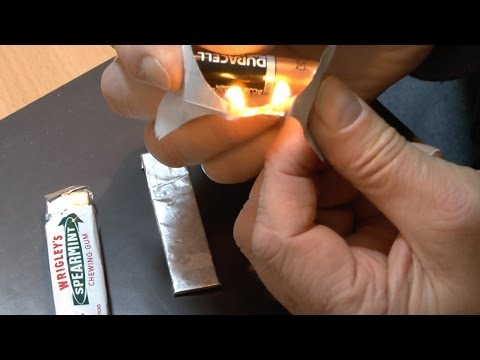 DURACELL
WRIGLEY'S
SPEARMINT
CHEWING GUM